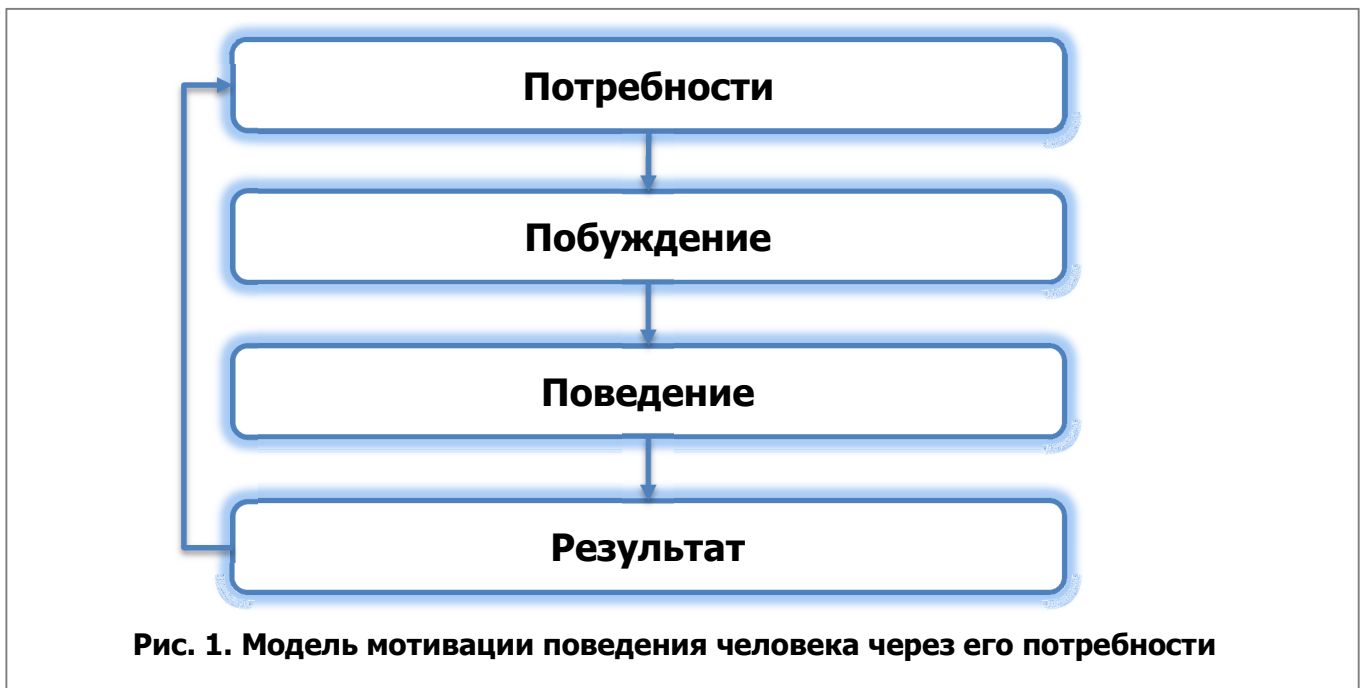 Потребности
Побуждение
Поведение
Результат
Рис. 1. Модель мотивации поведения человека через его потребности